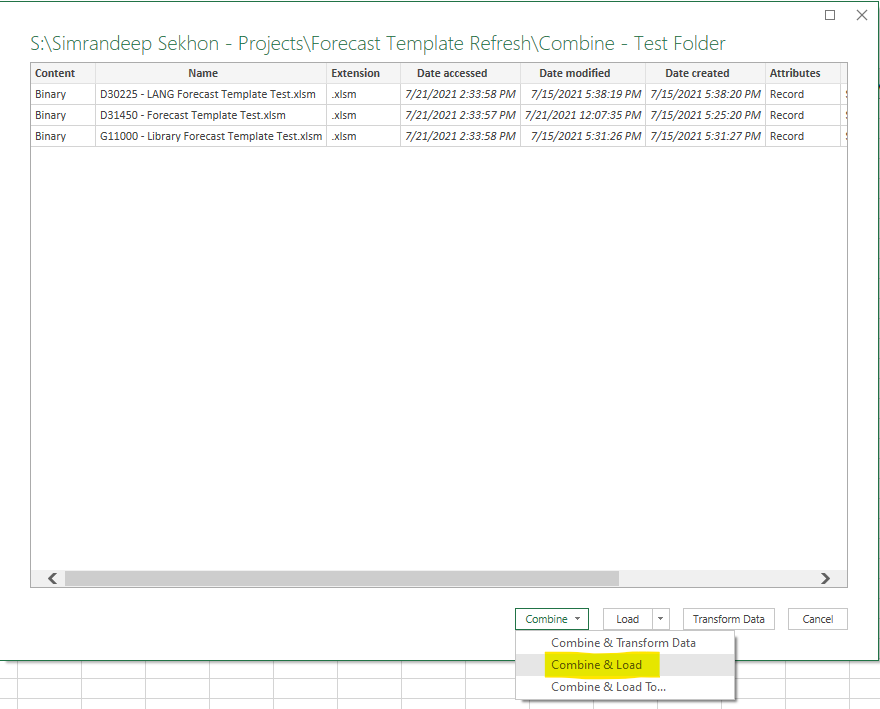 S:\Simrandeep Sekhon - Projects\Forecast Template Refresh\Combine - Test Folder
Content Name Extension Date accessed Date modified Date created Attributes
Binary D30225 - LANG Forecast Template Test.xlsm .xlsm 7/21/2021 2:33:58 PM 7/15/2021 5:38:19 PM 7/15/2021 5:38:20 PM Record
Binary D31450 - Forecast Template Test.xlsm .xlsm 7/21/2021 2:33:57 PM 7/21/2021 12:07:35 PM 7/15/2021 5:25:20 PM Record
Binary G11000 - Library Forecast Template Test.xlsm .xlsm 7/21/2021 2:33:58 PM 7/15/2021 5:31:26 PM 7/15/2021 5:31:27 PM Record
Combine Load Transform Data Cancel
Combine & Transform Data
Combine & Load
Combine & Load To...